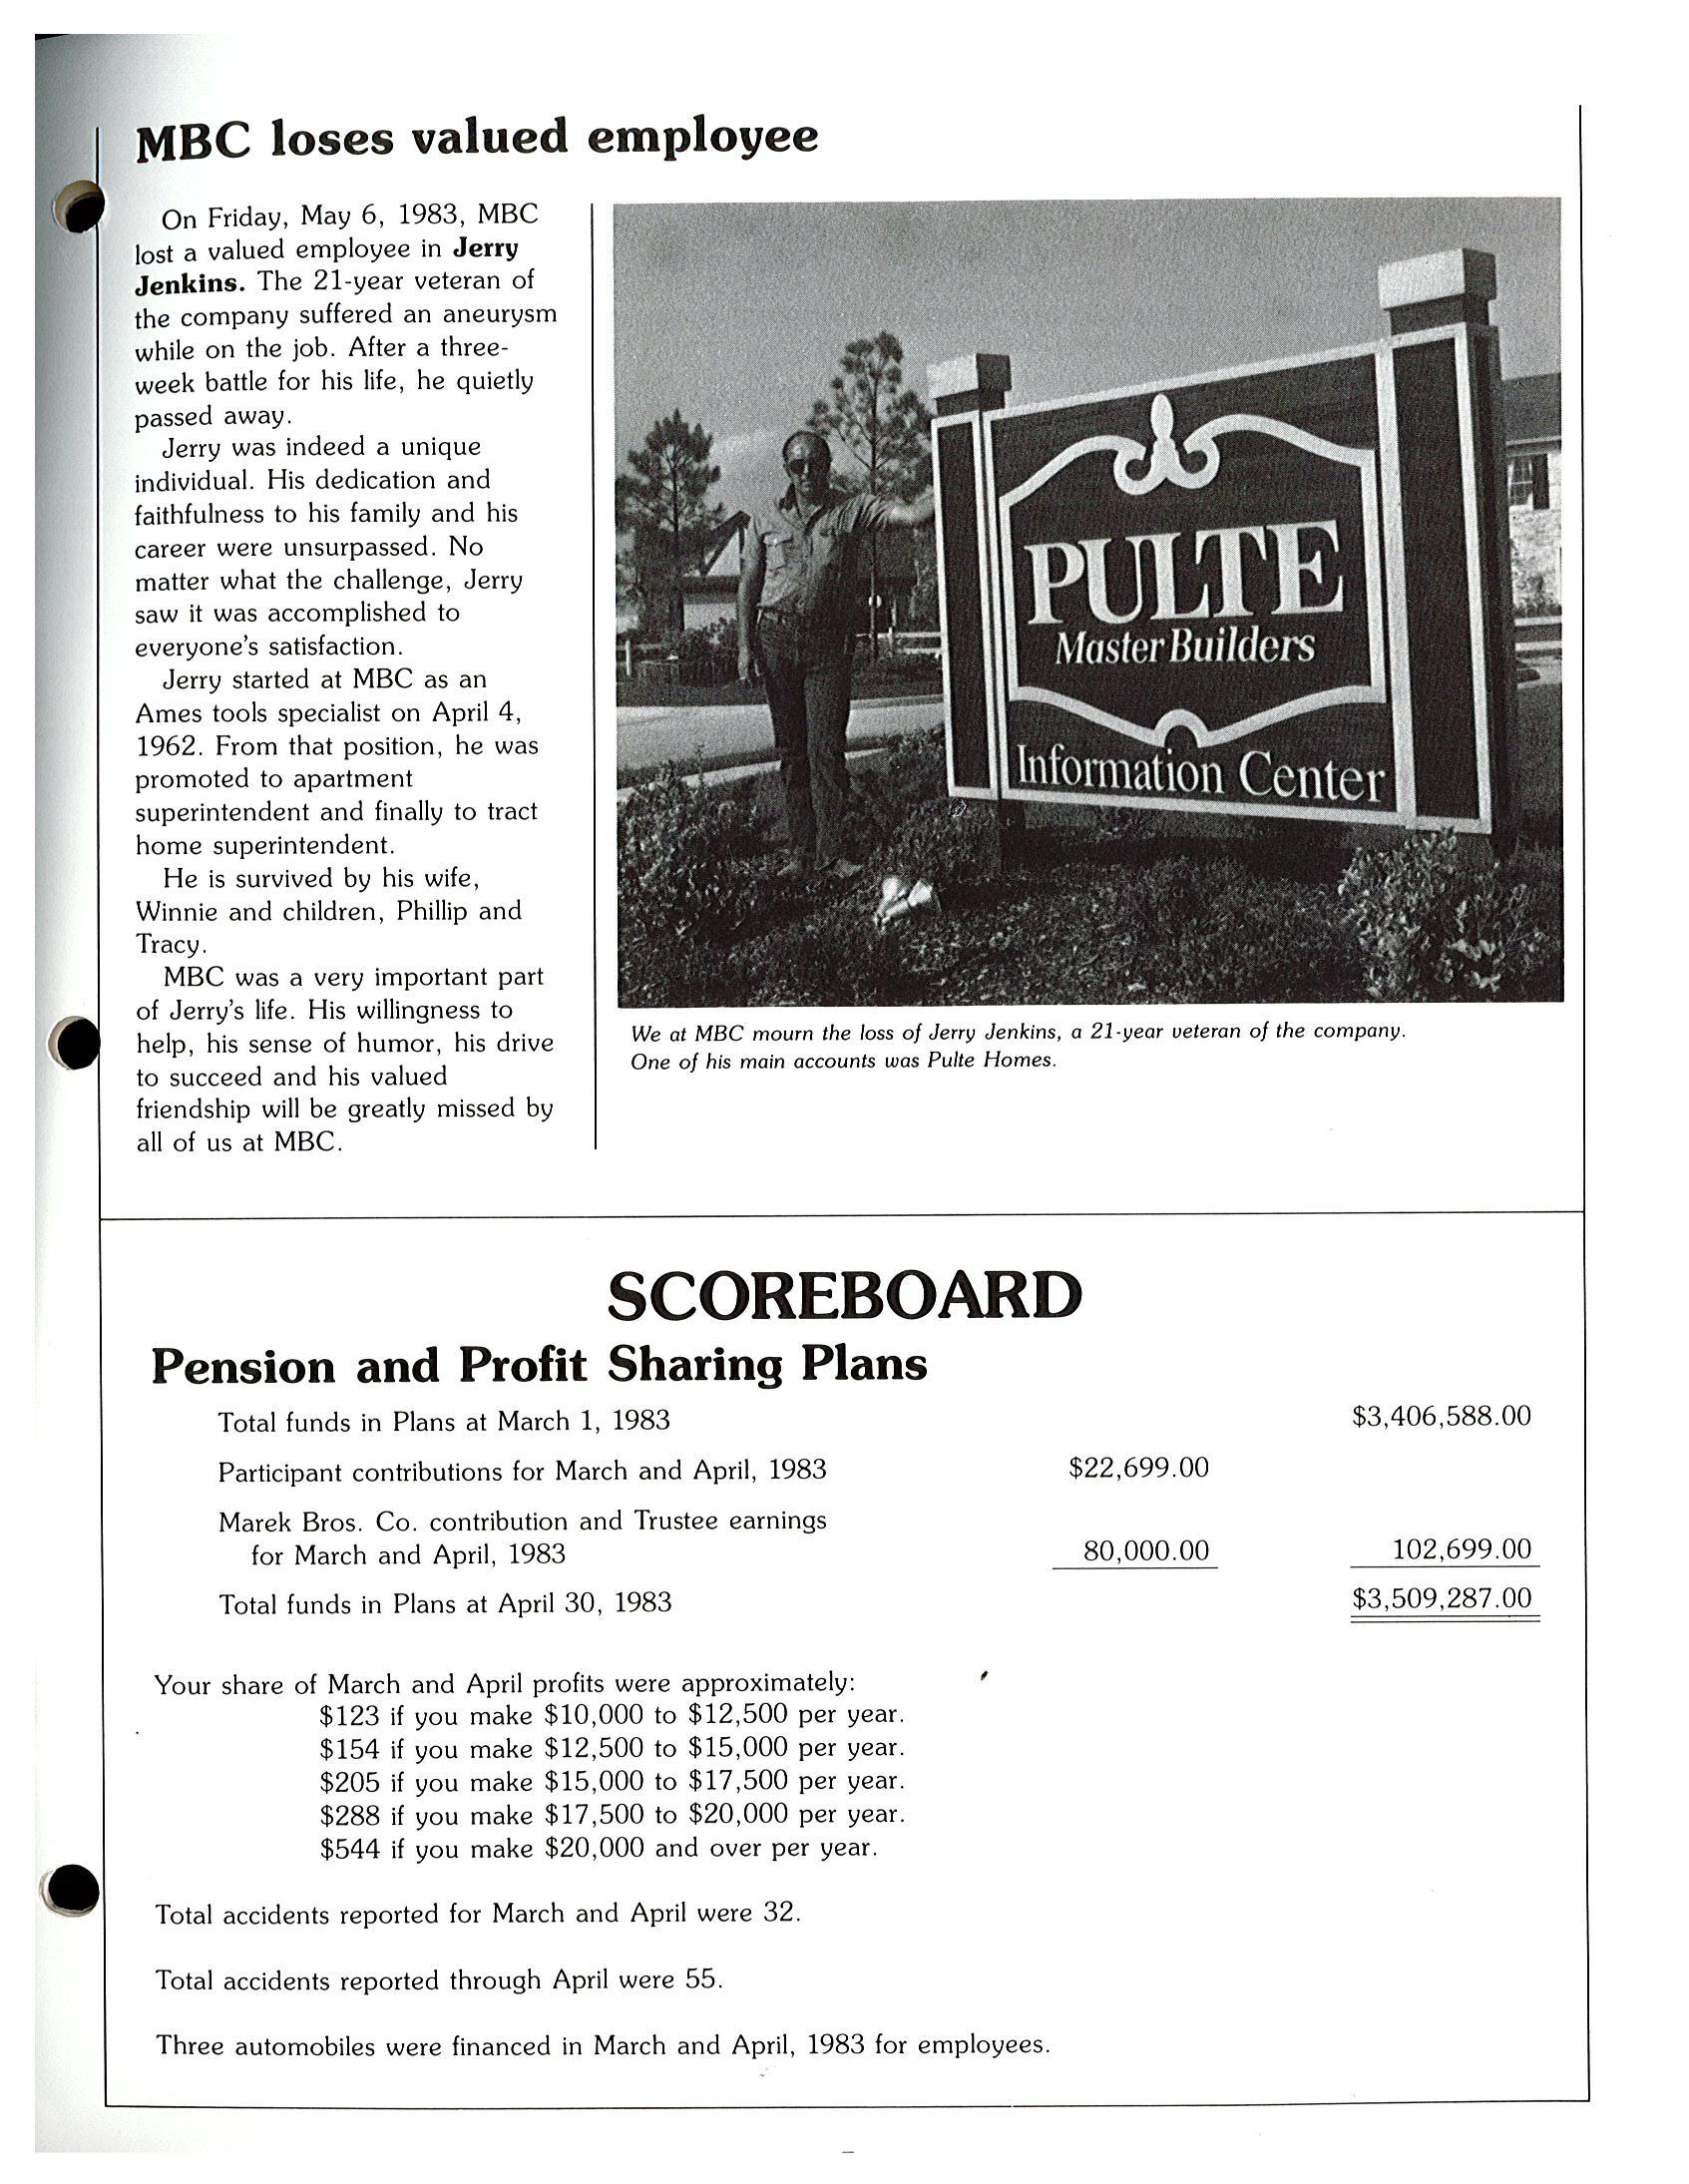 MBC loses valued employee
On Friday, May 6, 1983, MBC
lost a valued employee in Jerry
Jenkins. The 21-year veteran of
the company suffered an aneurysm
while on the job. After a three-
week battle for his life, he quietly
passed away.
Jerry was indeed a unique
individual. His dedication and
faithfulness to his family and his
career were unsurpassed. No
matter what the challenge, Jerry
saw it was accomplished to
everyone's satisfaction.
Jerry started at MBC as an
Ames tools specialist on April 4,
1962. From that position, he was
promoted to apartment
superintendent and finally to tract
home superintendent.
He is survived by his wife,
Winnie and children, Phillip and
Tracy.
MBC was a very important part
of Jerry's life. His willingness to
help, his sense of humor, his drive
to succeed and his valued
friendship will be greatly missed by
all of us at MBC.
PULTE
Master Builders
Information Center
We at MBC mourn the loss of Jerry Jenkins, a 21-year veteran of the company.
One of his main accounts was Pulte Homes.
SCOREBOARD
Pension and Profit Sharing Plans
Total funds in Plans at March 1, 1983 $3,406,588.00
Participant contributions for March and April, 1983 $22,699.00
Marek Bros. Co. contribution and Trustee earnings
for March and April, 1983 80,000.00 102,699.00
Total funds in Plans at April 30, 1983 $3,509,287.00
Your share of March and April profits were approximately:
$123 if you make $10,000 to $12,500 per year.
$154 if you make $12,500 to $15,000 per year.
$205 if you make $15,000 to $17,500 per year.
$288 if you make $17,500 to $20,000 per year.
$544 if you make $20,000 and over per year.
Total accidents reported for March and April were 32.
Total accidents reported through April were 55.
Three automobiles were financed in March and April, 1983 for employees.